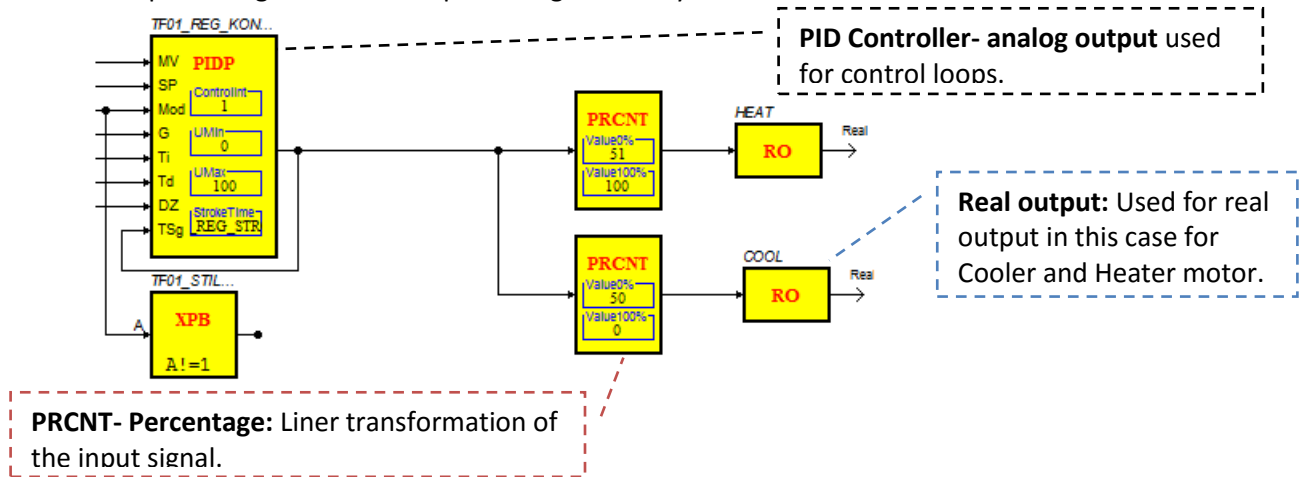 TF01_REG_KON...
PID Controller- analog output used
for control loops.
MV PIDP
SP
ControlInt
Mod 1
G UMin
0
Ti
UMax
Td 100
DZ StrokeTime
TSg _REG_STR
PRCNT
Value0%
51
Value100%
100
HEAT
RO
Real
Real output: Used for real
output in this case for
Cooler and Heater motor.
PRCNT
Value0%
50
Value100%
0
COOL
RO
Real
TF01_STIL...
A XPB
A!=1
PRCNT- Percentage: Liner transformation of
the input signal.